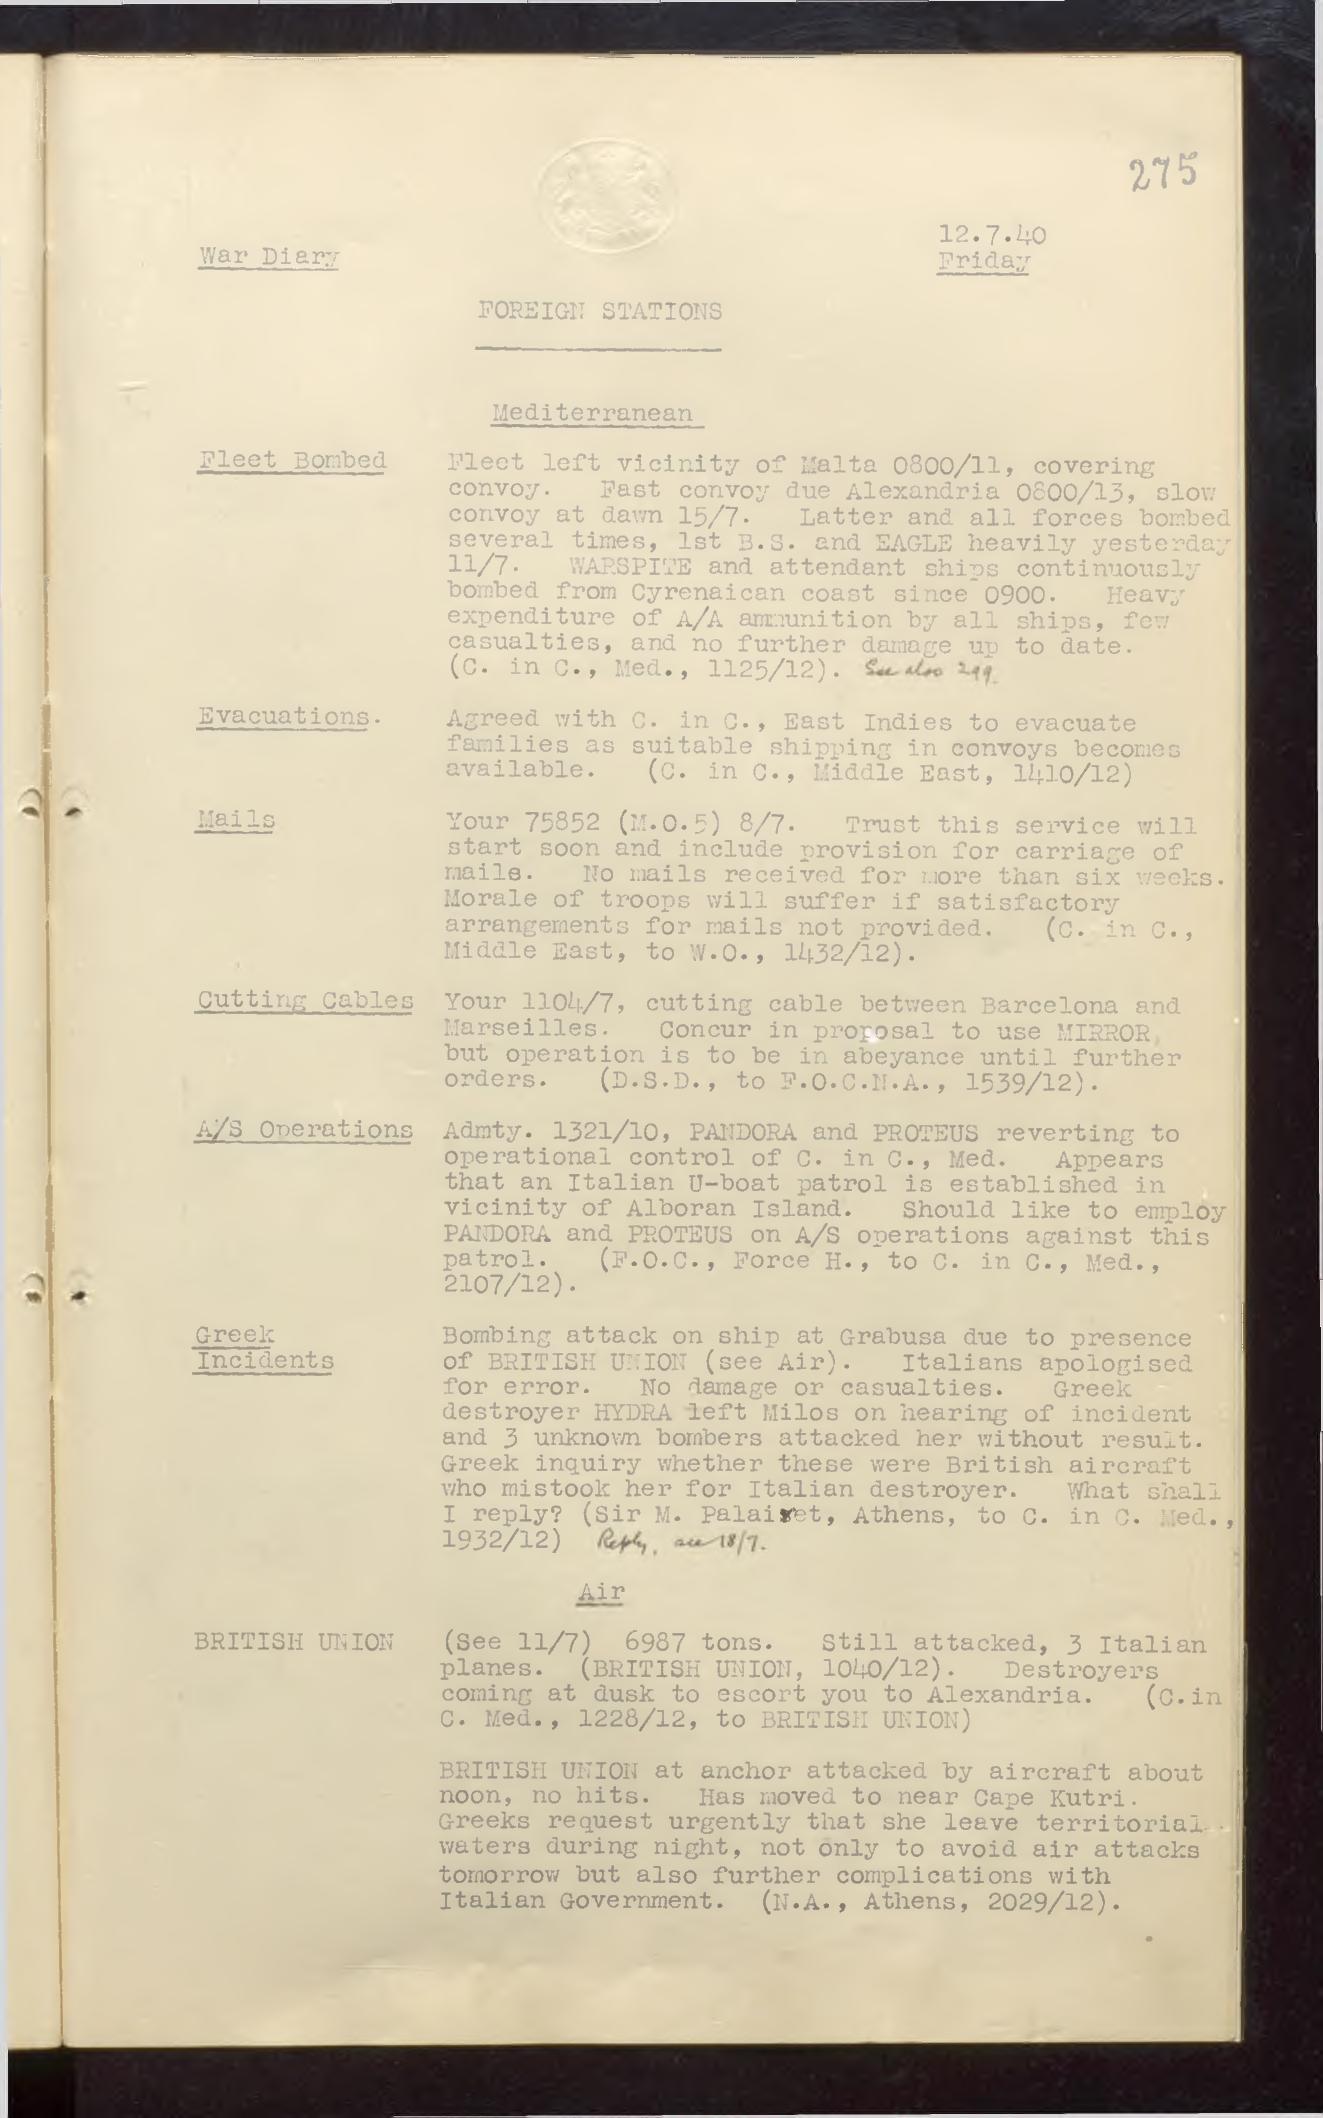 275
12.7.40
War Diary
Friday
FOREIGN STATIONS
Mediterranean
Fleet Bombed
Fleet left vicinity of Malta 0800/11, covering
convoy. Fast convoy due Alexandria 0800/13, slow
convoy at dawn 15/7. Latter and all forces bombed
several times, 1st B.S. and EAGLE heavily yesterday
11/7. WARSPITE and attendant ships continuously
bombed from Cyrenaican coast since 0900. Heavy
expenditure of A/A ammunition by all ships, few
casualties, and no further damage up to date.
(C. in C., Med., 1125/12). See also 299.
Evacuations.
Agreed with C. in C., East Indies to evacuate
families as suitable shipping in convoys becomes
available. (C. in C., Middle East, 1410/12)
Mails
Your 75852 (M.O.5) 8/7. Trust this service will
start soon and include provision for carriage of
mails. No mails received for more than six weeks.
Morale of troops will suffer if satisfactory
arrangements for mails not provided. (C. in C.,
Middle East, to W.O., 1432/12).
Cutting Cables
Your 1104/7, cutting cable between Barcelona and
Marseilles. Concur in proposal to use MIRROR,
but operation is to be in abeyance until further
orders. (D.S.D., to F.O.C.N.A., 1539/12).
A/S Operations
Admty. 1321/10, PANDORA and PROTEUS reverting to
operational control of C. in C., Med. Appears
that an Italian U-boat patrol is established in
vicinity of Alboran Island. Should like to employ
PANDORA and PROTEUS on A/S operations against this
patrol. (F.O.C., Force H., to C. in C., Med.,
2107/12).
Greek
Incidents
Bombing attack on ship at Grabusa due to presence
of BRITISH UNION (see Air). Italians apologised
for error. No damage or casualties. Greek
destroyer HYDRA left Milos on hearing of incident
and 3 unknown bombers attacked her without result.
Greek inquiry whether these were British aircraft
who mistook her for Italian destroyer. What shall
I reply? (Sir M. Palairet, Athens, to C. in C. Med.,
1932/12) Reply, see 18/7.
Air
BRITISH UNION
(See 11/7) 6987 tons. Still attacked, 3 Italian
planes. (BRITISH UNION, 1040/12). Destroyers
coming at dusk to escort you to Alexandria. (C.in
C. Med., 1228/12, to BRITISH UNION)
BRITISH UNION at anchor attacked by aircraft about
noon, no hits. Has moved to near Cape Kutri.
Greeks request urgently that she leave territorial
waters during night, not only to avoid air attacks
tomorrow but also further complications with
Italian Government. (N.A., Athens, 2029/12).